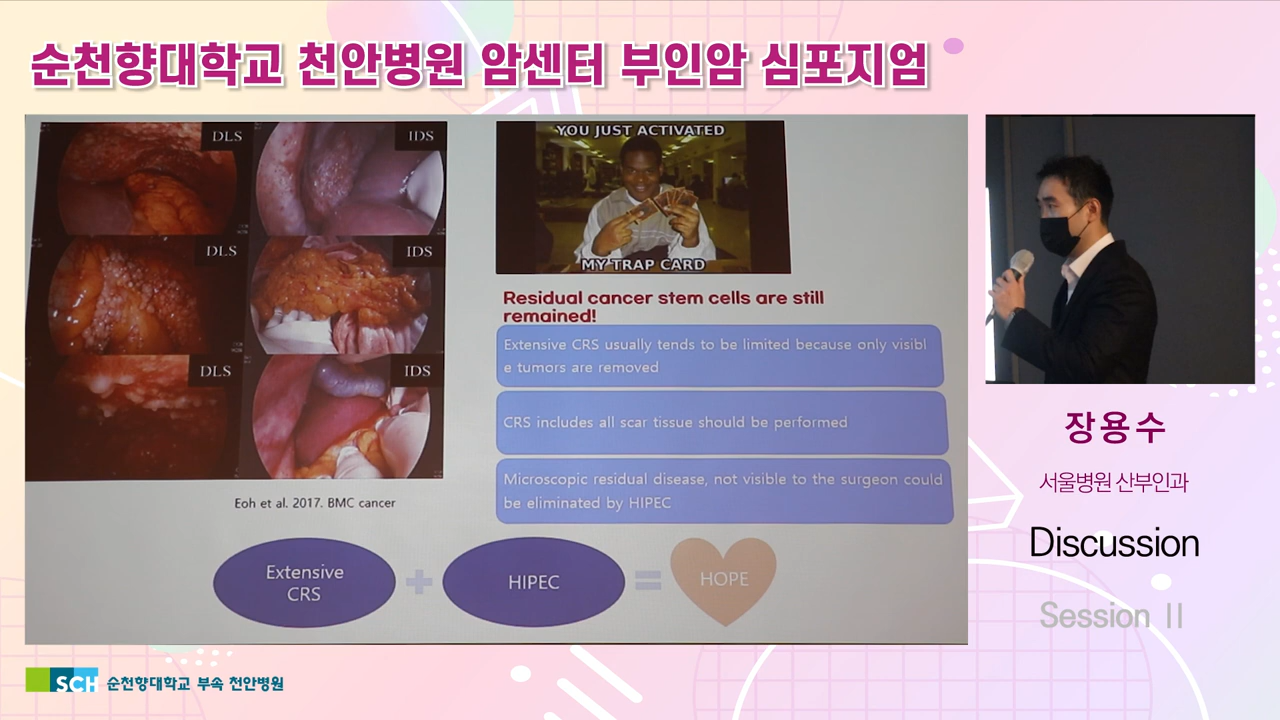 순천향대학교 천안병원 암센터 부인암 심포지엄
DLS
IDS
DLS
IDS
DLS
IDS
Eoh et al. 2017. BMC cancer
YOU JUST ACTIVATED
MY TRAP CARD
Residual cancer stem cells are still
remained!
Extensive CRS usually tends to be limited because only visibl
e tumors are removed
CRS includes all scar tissue should be performed
Microscopic residual disease, not visible to the surgeon could
be eliminated by HIPEC
Extensive
CRS
+
HIPEC
=
HOPE
장용수
서울병원 산부인과
Discussion
Session II
SCH 순천향대학교 부속 천안병원